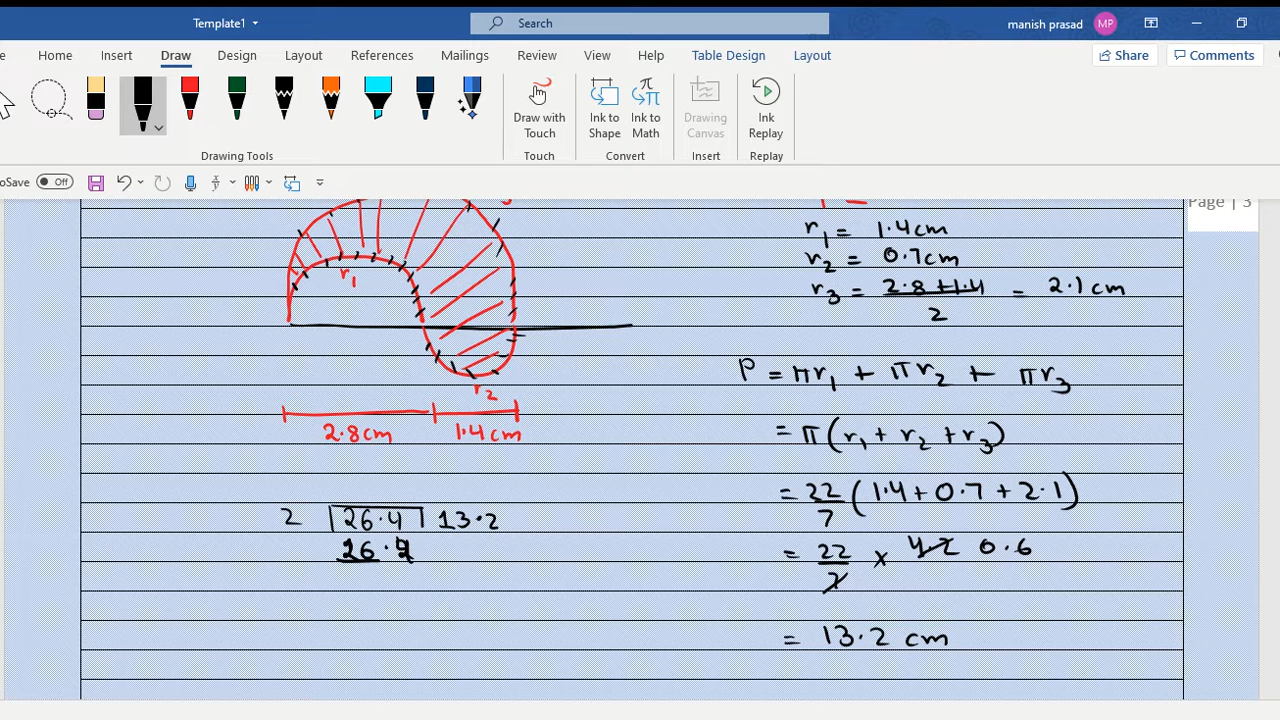 Template1
Search
manish prasad
MP
Home Insert Draw Design Layout References Mailings Review View Help Table Design Layout
Share
Comments
Draw with Touch
Ink to Shape
Ink to Math
Drawing Canvas
Ink Replay
Drawing Tools
Touch
Convert
Insert
Replay
oSave
Off
Page | 3
r1 = 1.4cm
r2 = 0.7cm
r3 = 2.8+1.4 / 2 = 2.1 cm
r1
r2
2.8cm
1.4cm
P = πr1 + πr2 + πr3
= π(r1 + r2 + r3)
= 22/7 (1.4+0.7+2.1)
2 26.4 13.2
26.4
= 22/7 x 4.2 0.6
= 13.2 cm